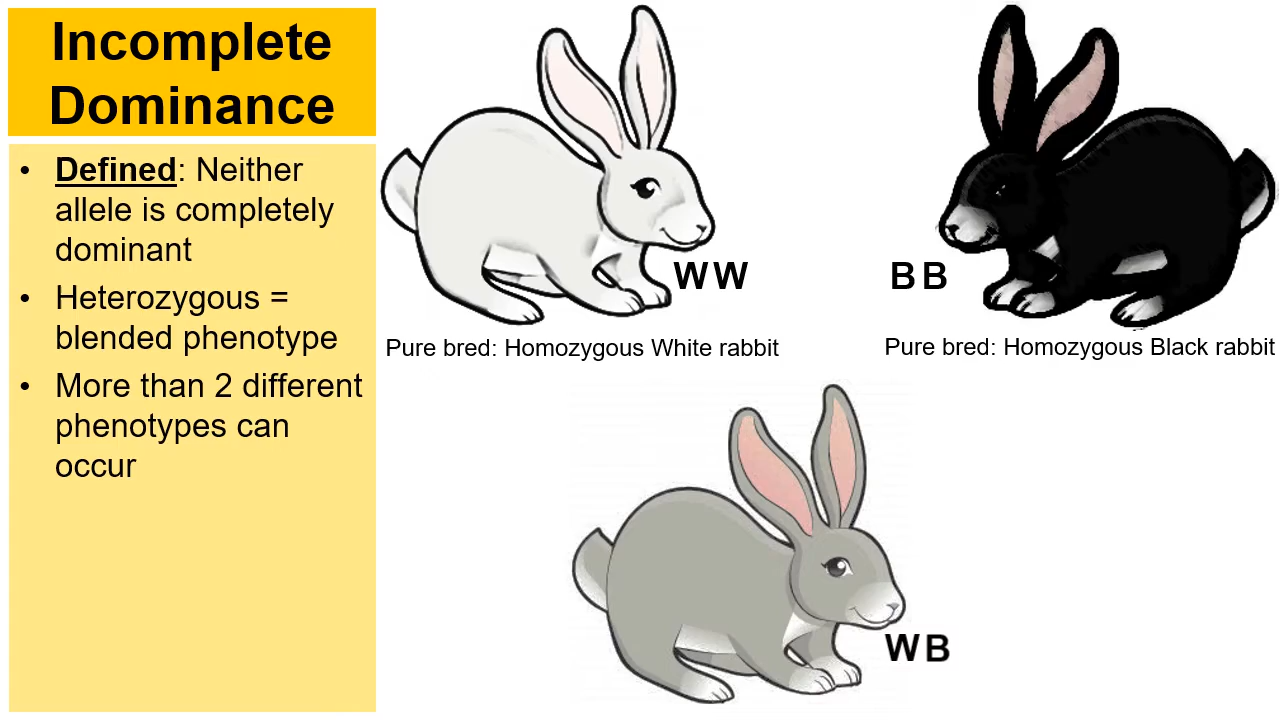 Incomplete
Dominance
• Defined: Neither
allele is completely
dominant
• Heterozygous =
blended phenotype
• More than 2 different
phenotypes can
occur
WW
BB
Pure bred: Homozygous White rabbit
Pure bred: Homozygous Black rabbit
WB